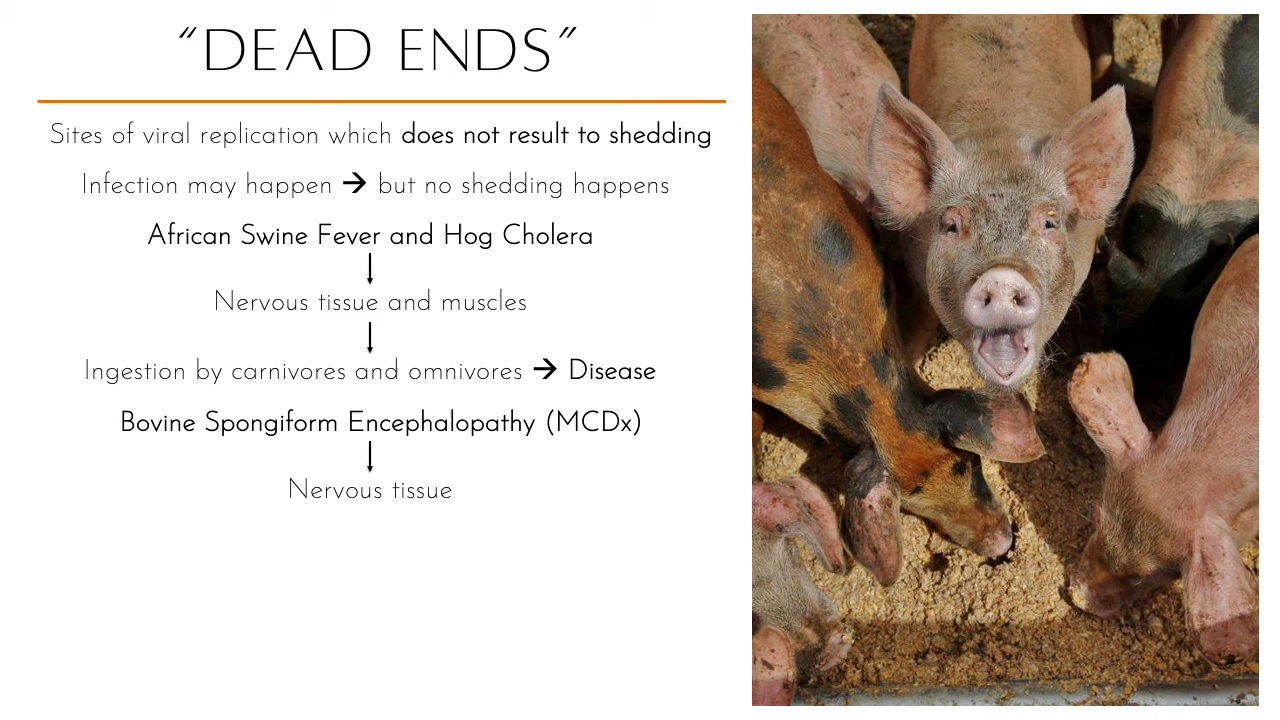 “DEAD ENDS”
Sites of viral replication which does not result to shedding
Infection may happen → but no shedding happens
African Swine Fever and Hog Cholera
Nervous tissue and muscles
Ingestion by carnivores and omnivores → Disease
Bovine Spongiform Encephalopathy (MCDx)
Nervous tissue